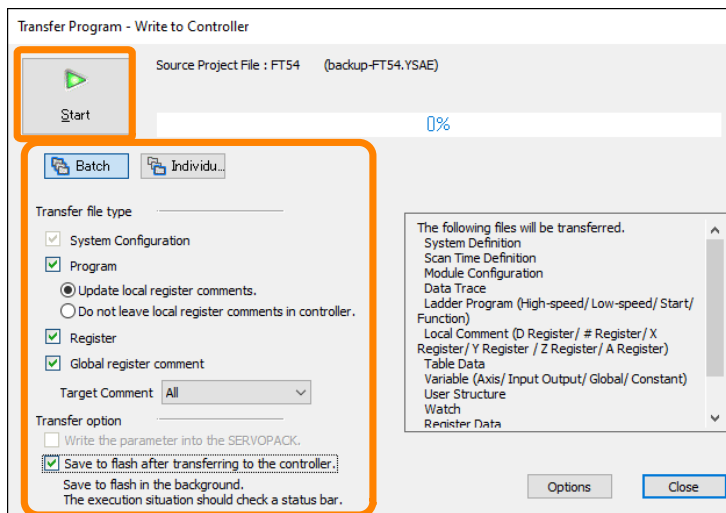 Transfer Program - Write to Controller
Start
Source Project File : FT54 (backup-FT54.YSAE)
0%
Batch
Individu...
Transfer file type
System Configuration
Program
Update local register comments.
Do not leave local register comments in controller.
Register
Global register comment
Target Comment All
Transfer option
Write the parameter into the SERVOPACK.
Save to flash after transferring to the controller.
Save to flash in the background.
The execution situation should check a status bar.
The following files will be transferred.
System Definition
Scan Time Definition
Module Configuration
Data Trace
Ladder Program (High-speed/ Low-speed/ Start/
Function)
Local Comment (D Register/ # Register/ X
Register/ Y Register / Z Register/ A Register)
Table Data
Variable (Axis/ Input Output/ Global/ Constant)
User Structure
Watch
Register Data
Options
Close